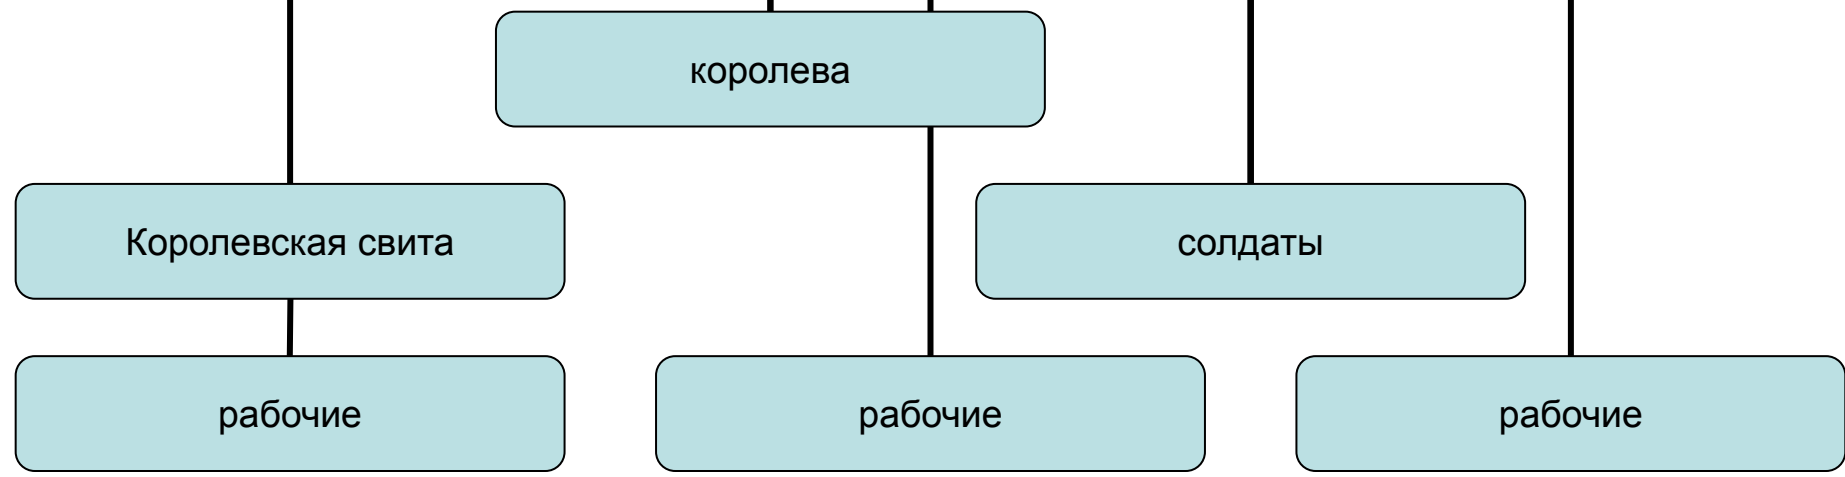 королева
Королевская свита
солдаты
рабочие
рабочие
рабочие